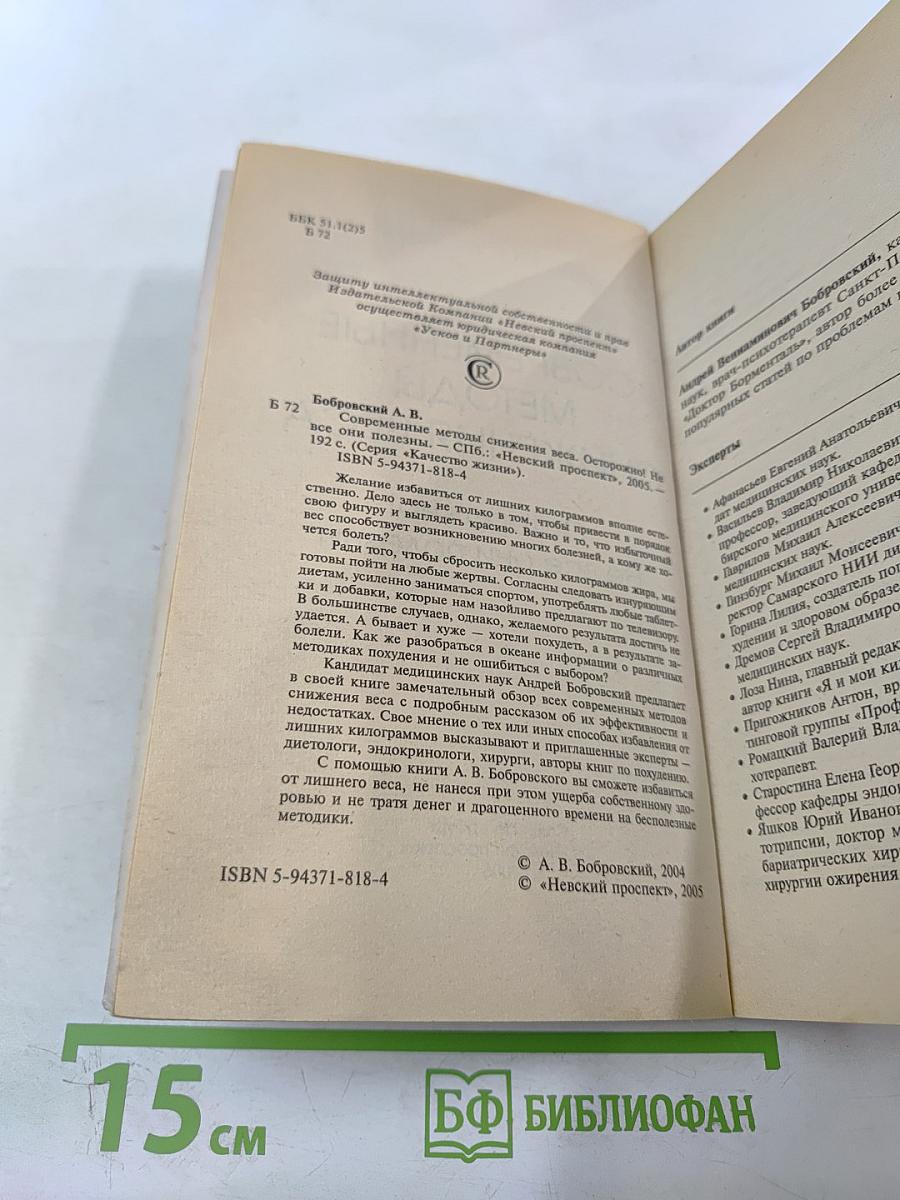 ББК 51.1(2)5
Б 72
Защиту интеллектуальной собственности и прав
Издательской Компании «Невский проспект»
осуществляет юридическая компания
«Усков и Партнеры»
CR
Бобровский А. В.
Б 72
Современные методы снижения веса. Осторожно! Не
все они полезны. — СПб.: «Невский проспект», 2005. —
192 с. (Серия «Качество жизни»).
ISBN 5-94371-818-4
Желание избавиться от лишних килограммов вполне есте-
ственно. Дело здесь не только в том, чтобы привести в порядок
свою фигуру и выглядеть красиво. Важно и то, что избыточный
вес способствует возникновению многих болезней, а кому же хо-
чется болеть?
Ради того, чтобы сбросить несколько килограммов жира, мы
готовы пойти на любые жертвы. Согласны следовать изнуряющим
диетам, усиленно заниматься спортом, употреблять любые таблет-
ки и добавки, которые нам назойливо предлагают по телевизору.
В большинстве случаев, однако, желаемого результата достичь не
удается. А бывает и хуже — хотели похудеть, а в результате за-
болели. Как же разобраться в океане информации о различных
методиках похудения и не ошибиться с выбором?
Кандидат медицинских наук Андрей Бобровский предлагает
в своей книге замечательный обзор всех современных методов
снижения веса с подробным рассказом об их эффективности и
недостатках. Свое мнение о тех или иных способах избавления от
лишних килограммов высказывают и приглашенные эксперты —
диетологи, эндокринологи, хирурги, авторы книг по похудению.
С помощью книги А. В. Бобровского вы сможете избавиться
от лишнего веса, не нанеся при этом ущерба собственному здо-
ровью и не тратя денег и драгоценного времени на бесполезные
методики.
ISBN 5-94371-818-4
© А. В. Бобровский, 2004
© «Невский проспект», 2005
Автор книги
Андрей Вениаминович Бобровский, ка
наук, врач-психотерапевт Санкт-П
«Доктор Борменталь», автор более
популярных статей по проблемам
Эксперты
• Афанасьев Евгений Анатольевич
дат медицинских наук.
• Васильев Владимир Николаевич
профессор, заведующий кафед
бирского медицинского униве
• Гаврилов Михаил Алексеевич
медицинских наук.
• Гинзбург Михаил Моисеевич
ректор Самарского НИИ ди
• Горина Лилия, создатель поп
худении и здоровом образе
• Дремов Сергей Владимиро
медицинских наук.
• Лоза Нина, главный редак
автор книги «Я и мои ки
• Пригожников Антон, вр
тинговой группы «Проф
• Ромацкий Валерий Влад
хотерапевт.
• Старостина Елена Геор
фессор кафедры эндо
• Яшков Юрий Иванов
тотрипсии, доктор м
бариатрических хир
хирургии ожирения
15 см
БФ БИБЛИОФАН